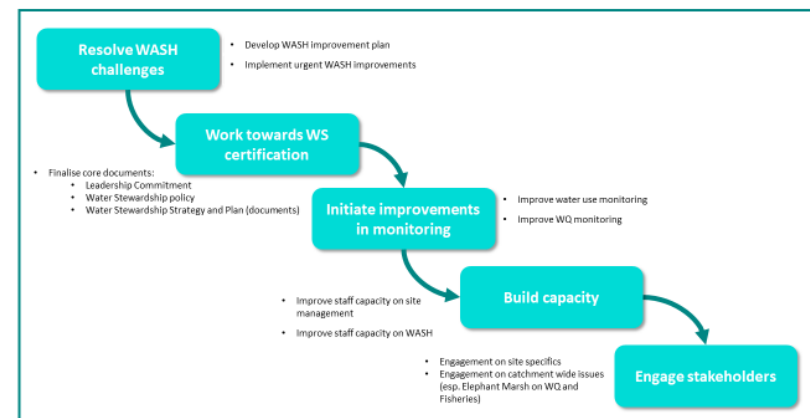 Resolve WASH
challenges
• Develop WASH improvement plan
• Implement urgent WASH improvements
Work towards WS
certification
• Finalise core documents:
• Leadership Commitment
• Water Stewardship policy
• Water Stewardship Strategy and Plan (documents)
Initiate improvements
in monitoring
• Improve water use monitoring
• Improve WQ monitoring
Build capacity
• Improve staff capacity on site
management
• Improve staff capacity on WASH
Engage stakeholders
• Engagement on site specifics
• Engagement on catchment wide issues
(esp. Elephant Marsh on WQ and
Fisheries)